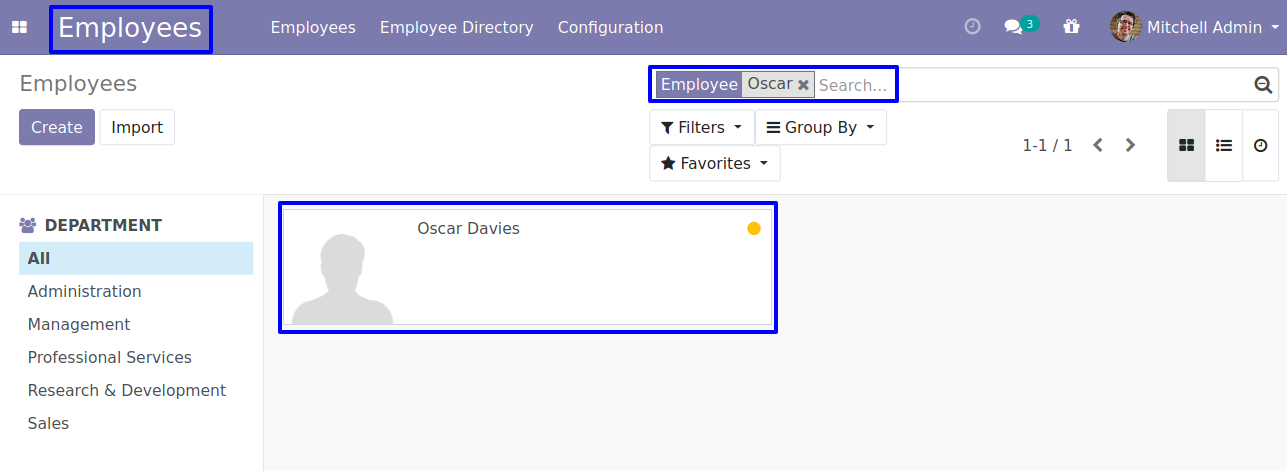 Employees Employees Employee Directory Configuration 3 Mitchell Admin
Employees
Employee Oscar Search...
Create Import
Filters Group By
1-1 / 1
Favorites
DEPARTMENT
All
Administration
Management
Professional Services
Research & Development
Sales
Oscar Davies